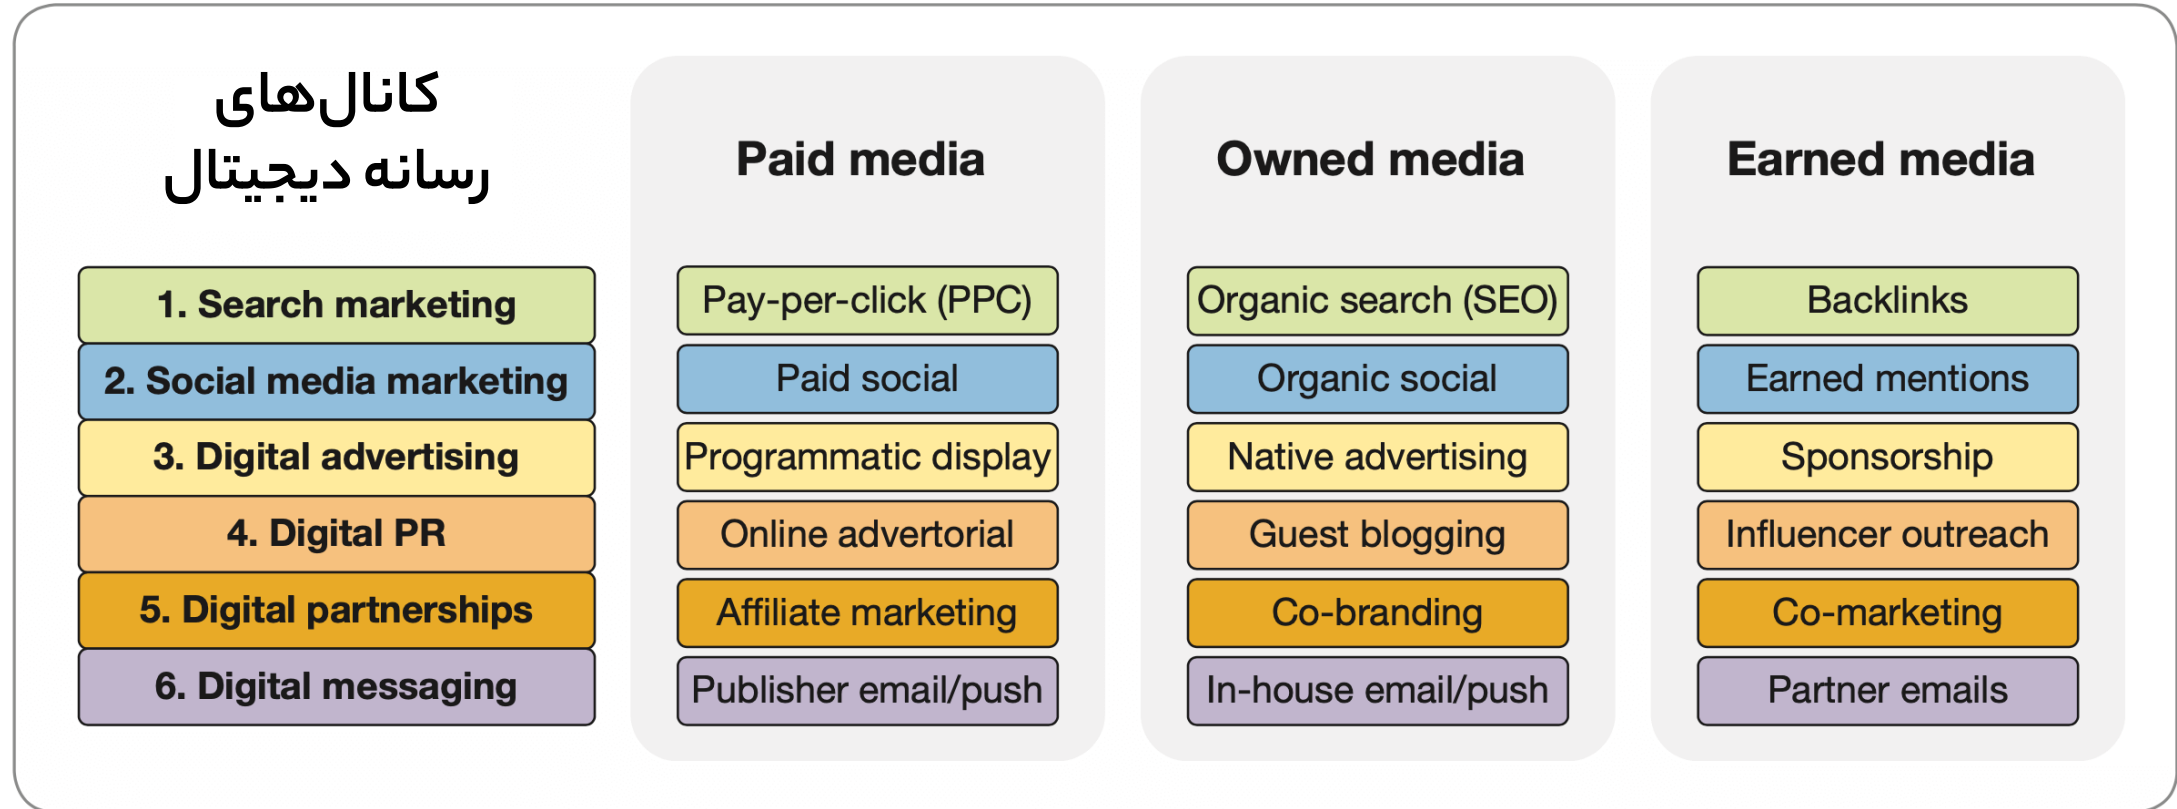 کانال‌های
رسانه دیجیتال
Paid media
Owned media
Earned media
1. Search marketing
Pay-per-click (PPC)
Organic search (SEO)
Backlinks
2. Social media marketing
Paid social
Organic social
Earned mentions
3. Digital advertising
Programmatic display
Native advertising
Sponsorship
4. Digital PR
Online advertorial
Guest blogging
Influencer outreach
5. Digital partnerships
Affiliate marketing
Co-branding
Co-marketing
6. Digital messaging
Publisher email/push
In-house email/push
Partner emails